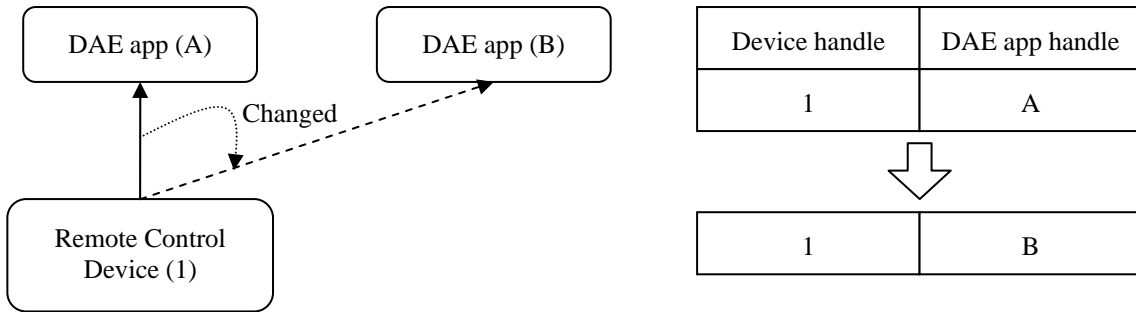 DAE app (A)
DAE app (B)
Changed
Remote Control
Device (1)
Device handle DAE app handle
1 A
1 B